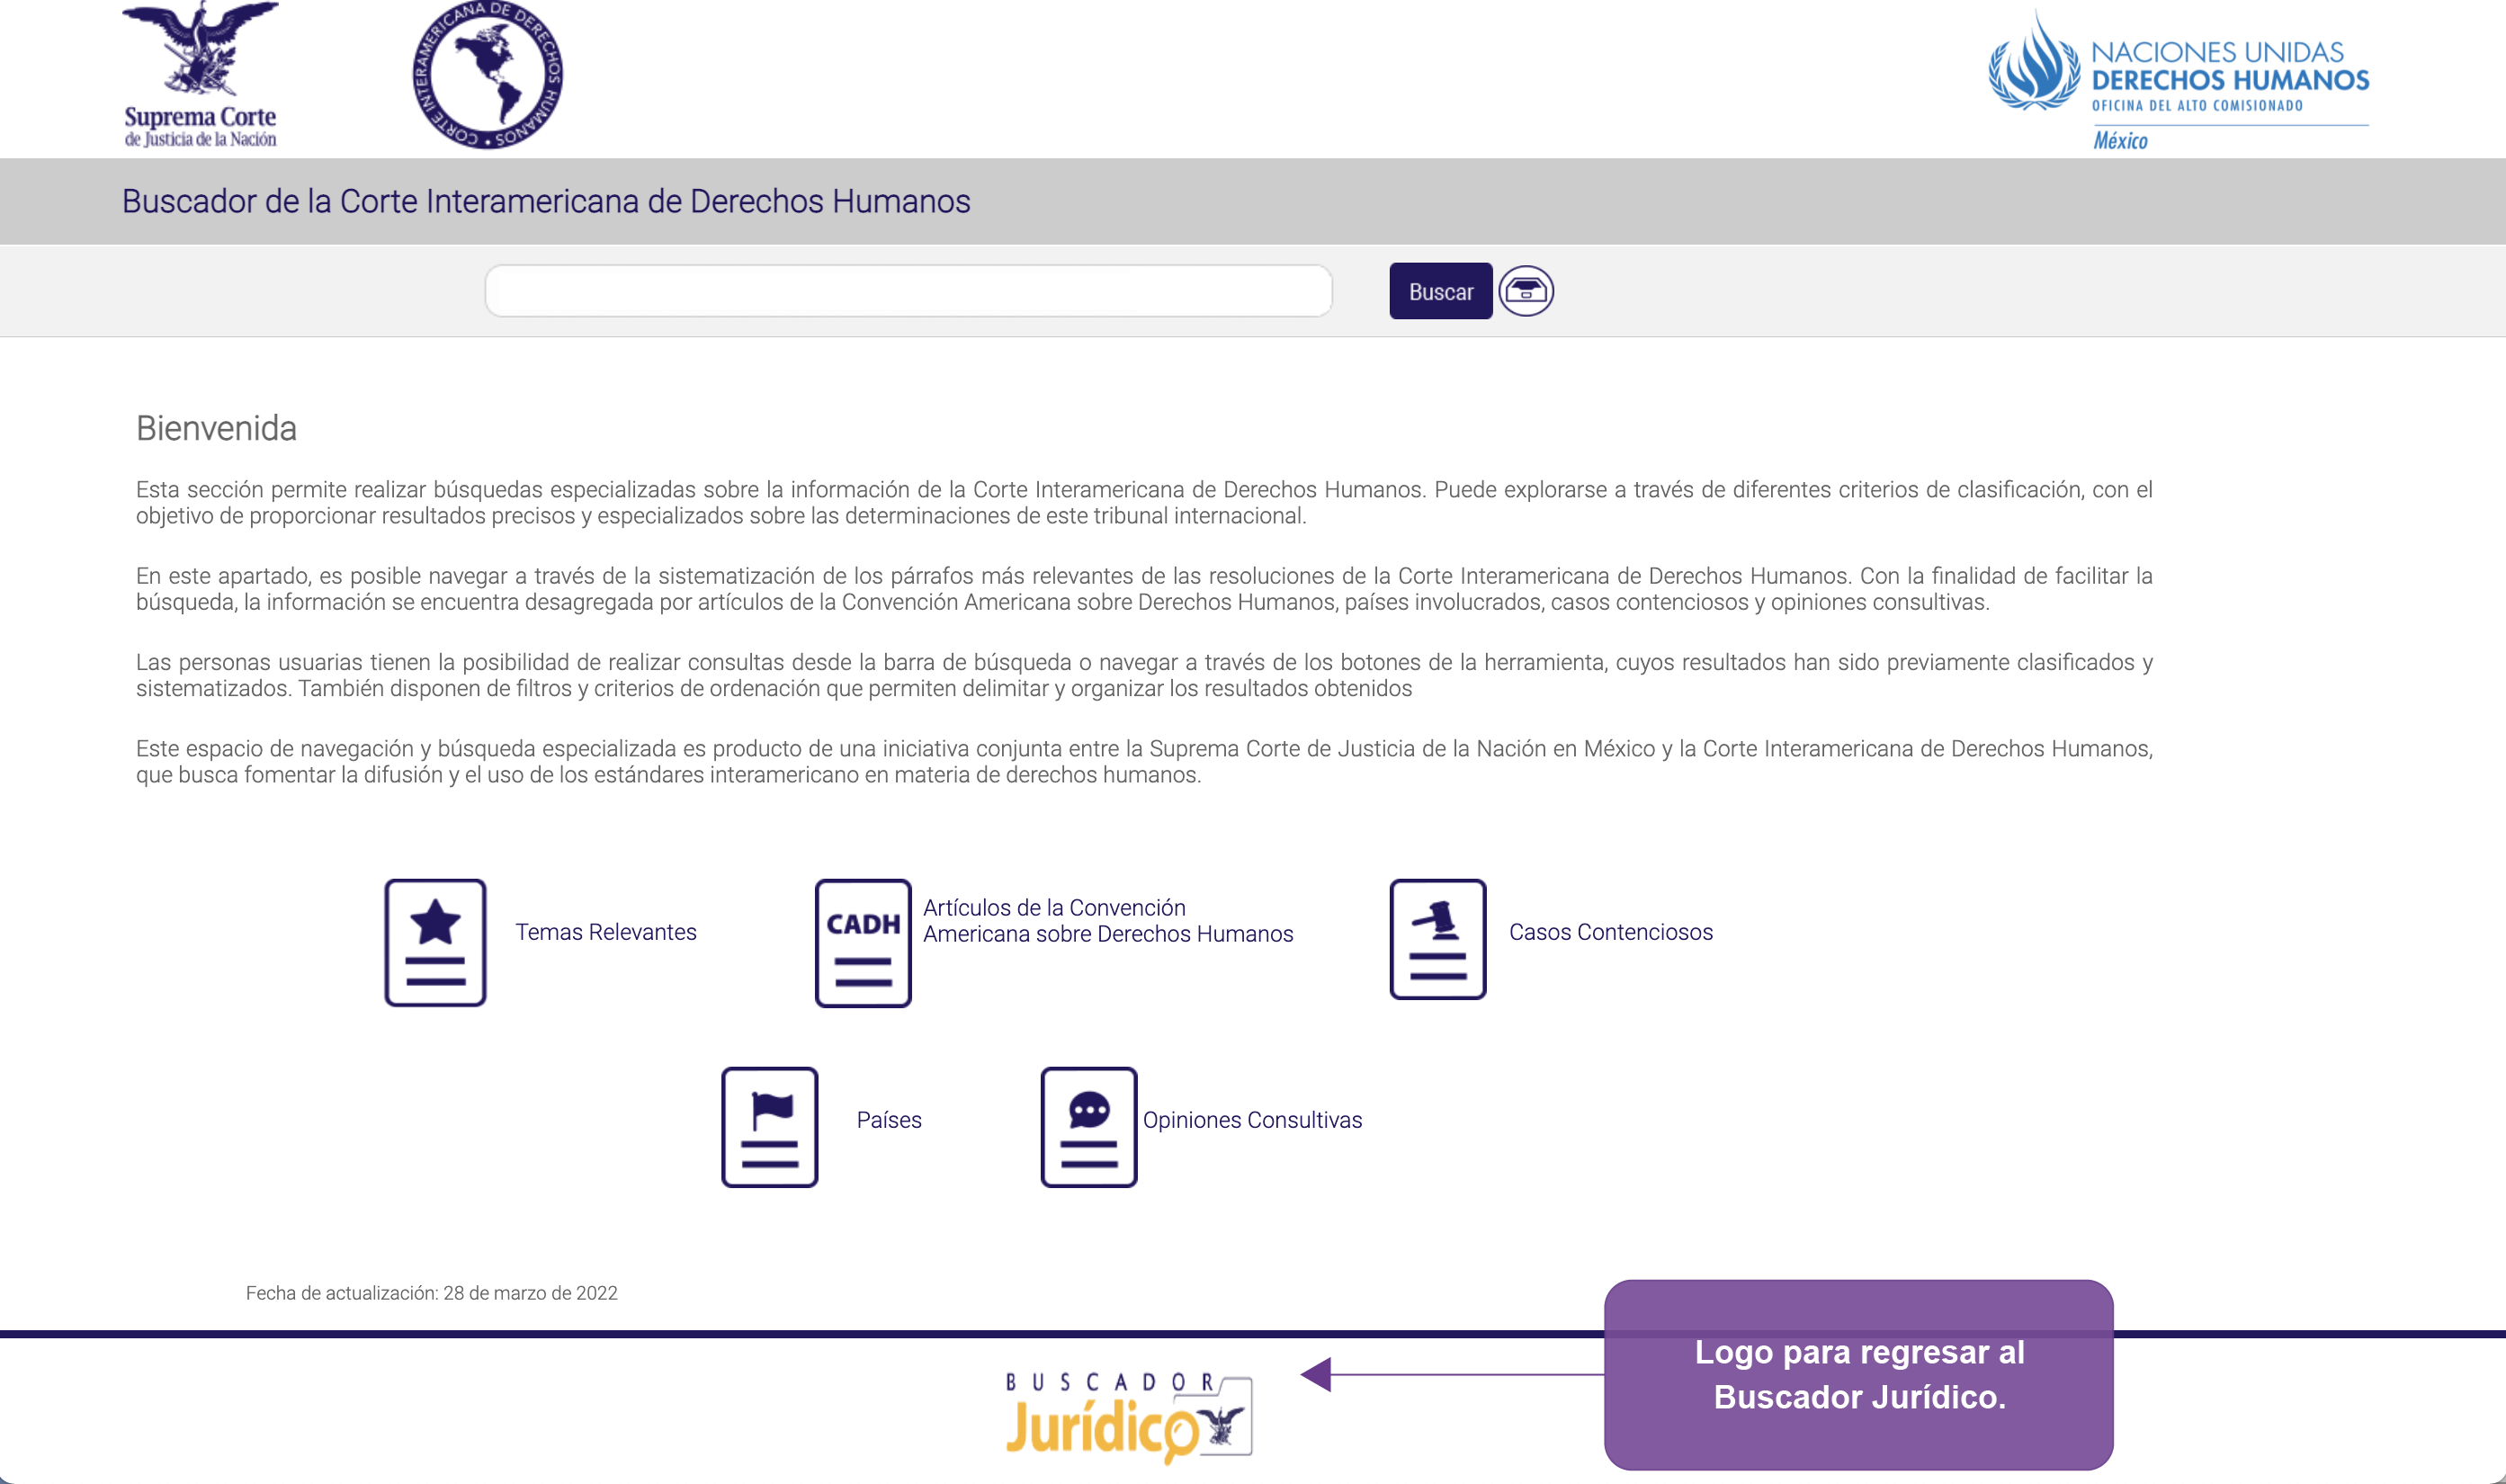 Suprema Corte
de Justicia de la Nación
CORTE INTERAMERICANA DE DERECHOS HUMANOS •
NACIONES UNIDAS
DERECHOS HUMANOS
OFICINA DEL ALTO COMISIONADO
México
Buscador de la Corte Interamericana de Derechos Humanos
Buscar
Bienvenida
Esta sección permite realizar búsquedas especializadas sobre la información de la Corte Interamericana de Derechos Humanos. Puede explorarse a través de diferentes criterios de clasificación, con el
objetivo de proporcionar resultados precisos y especializados sobre las determinaciones de este tribunal internacional.
En este apartado, es posible navegar a través de la sistematización de los párrafos más relevantes de las resoluciones de la Corte Interamericana de Derechos Humanos. Con la finalidad de facilitar la
búsqueda, la información se encuentra desagregada por artículos de la Convención Americana sobre Derechos Humanos, países involucrados, casos contenciosos y opiniones consultivas.
Las personas usuarias tienen la posibilidad de realizar consultas desde la barra de búsqueda o navegar a través de los botones de la herramienta, cuyos resultados han sido previamente clasificados y
sistematizados. También disponen de filtros y criterios de ordenación que permiten delimitar y organizar los resultados obtenidos
Este espacio de navegación y búsqueda especializada es producto de una iniciativa conjunta entre la Suprema Corte de Justicia de la Nación en México y la Corte Interamericana de Derechos Humanos,
que busca fomentar la difusión y el uso de los estándares interamericano en materia de derechos humanos.
Temas Relevantes
CADH
Artículos de la Convención
Americana sobre Derechos Humanos
Casos Contenciosos
Países
Opiniones Consultivas
Fecha de actualización: 28 de marzo de 2022
BUSCADOR
Jurídico
Logo para regresar al
Buscador Jurídico.